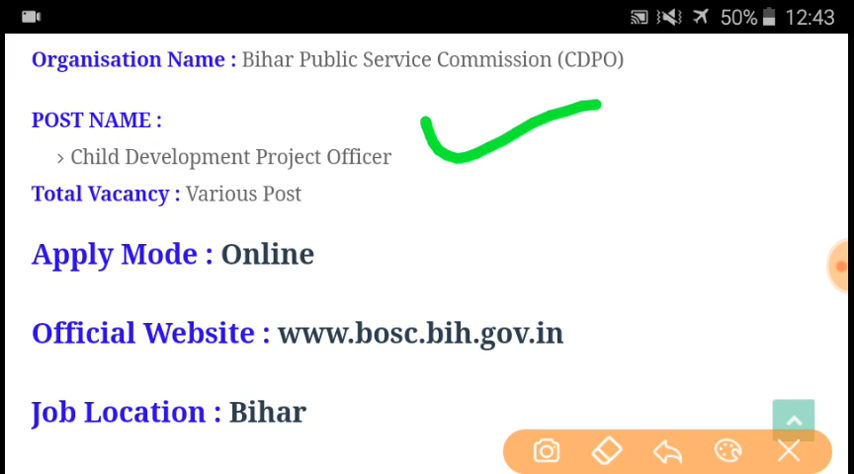 50% 12:43
Organisation Name : Bihar Public Service Commission (CDPO)
POST NAME :
> Child Development Project Officer
Total Vacancy : Various Post
Apply Mode : Online
Official Website : www.bosc.bih.gov.in
Job Location : Bihar